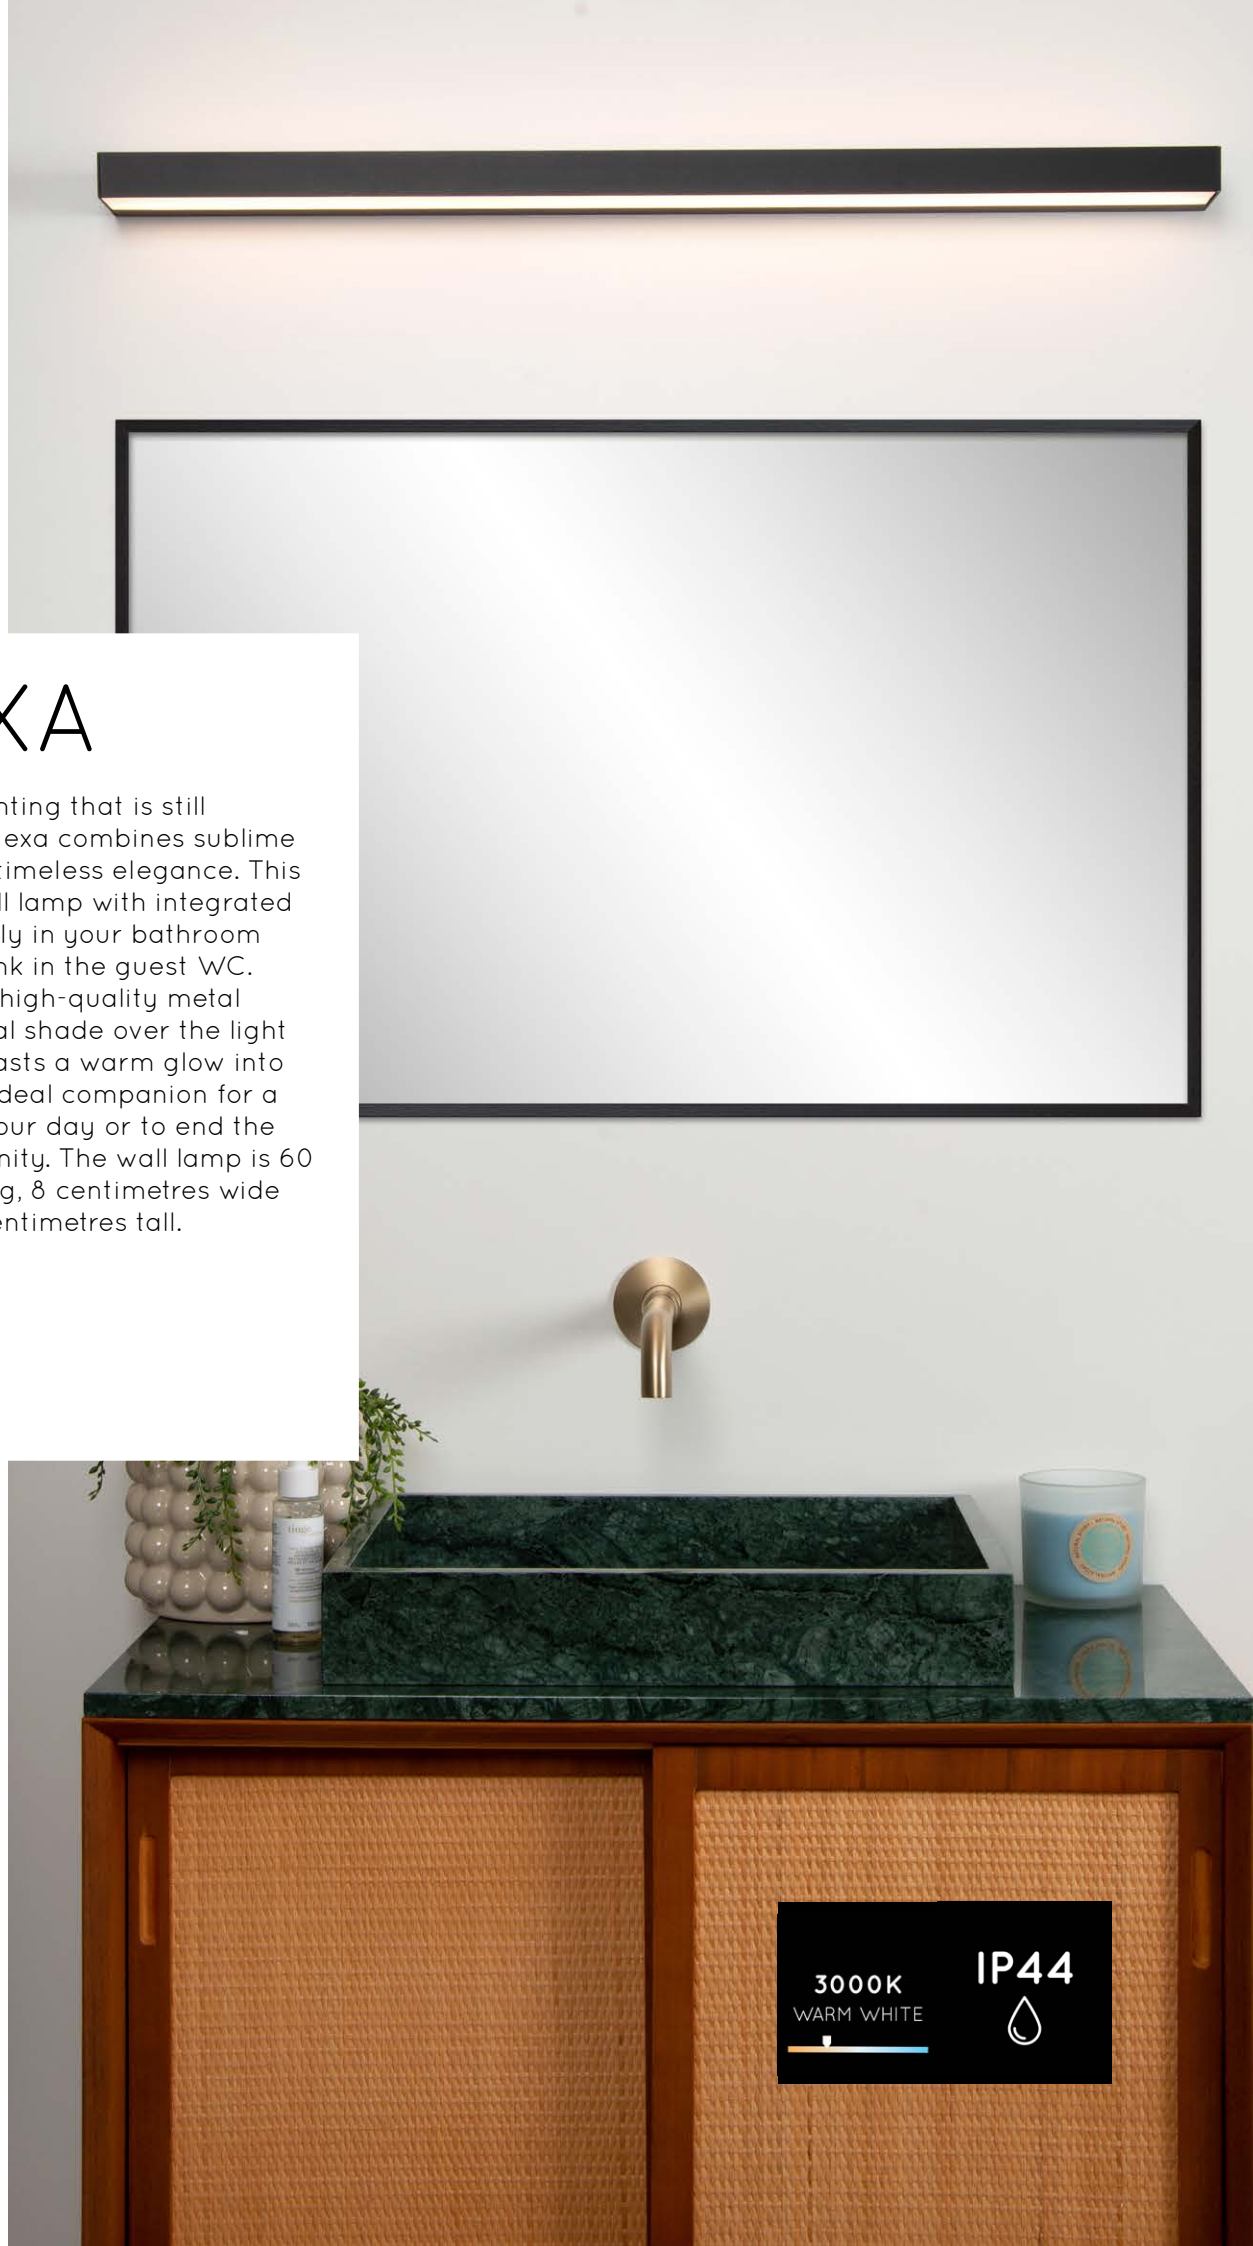 XA
nting that is still
exa combines sublime
timeless elegance. This
ll lamp with integrated
ly in your bathroom
nk in the guest WC.
high-quality metal
al shade over the light
asts a warm glow into
deal companion for a
our day or to end the
nity. The wall lamp is 60
g, 8 centimetres wide
entimetres tall.
tinge
3000K
WARM WHITE
IP44